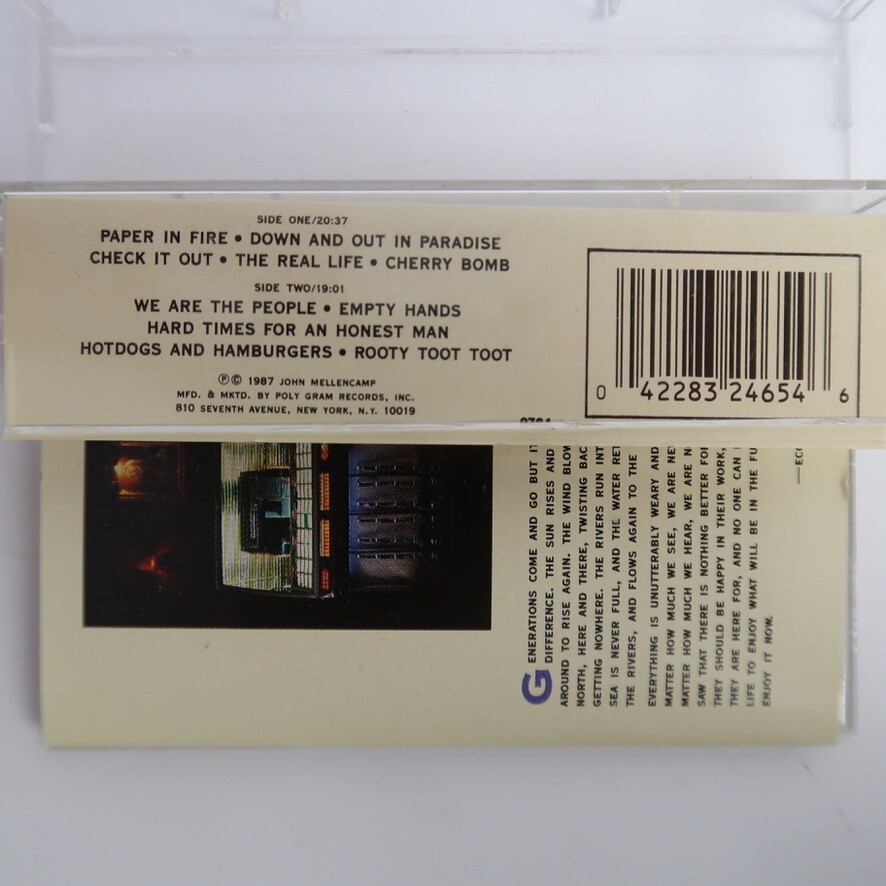 SIDE ONE/20:37
PAPER IN FIRE • DOWN AND OUT IN PARADISE
CHECK IT OUT • THE REAL LIFE • CHERRY BOMB
SIDE TWO/19:01
WE ARE THE PEOPLE • EMPTY HANDS
HARD TIMES FOR AN HONEST MAN
HOTDOGS AND HAMBURGERS • ROOTY TOOT TOOT
℗© 1987 JOHN MELLENCAMP
MFD. & MKTD. BY POLY GRAM RECORDS, INC.
810 SEVENTH AVENUE, NEW YORK, N.Y. 10019
0 42283 24654 6
GENERATIONS COME AND GO BUT
DIFFERENCE. THE SUN RISES AND
AROUND TO RISE AGAIN. THE WIND
NORTH, HERE AND THERE, TWISTING
GETTING NOWHERE. THE RIVERS RUN
SEA IS NEVER FULL, AND THE WATER
THE RIVERS, AND FLOWS AGAIN TO THE
EVERYTHING IS UNUTTERABLY WEARY AND
MATTER HOW MUCH WE SEE, WE ARE
MATTER HOW MUCH WE HEAR, WE ARE
SAW THAT THERE IS NOTHING BETTER
THEY SHOULD BE HAPPY IN THEIR WORK,
THEY ARE HERE FOR, AND NO ONE CAN
LIFE TO ENJOY WHAT WILL BE IN THE
ENJOY IT NOW.